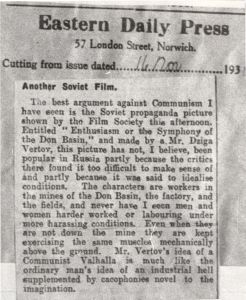 Eastern Daily Press
57 London Street, Norwich.
Cutting from issue dated 16 Nov 193
Another Soviet Film.
The best argument against Communism I
have seen is the Soviet propaganda picture
shown by the Film Society this afternoon.
Entitled "Enthusiasm or the Symphony of
the Don Basin," and made by a Mr. Dziga
Vertov, this picture has not, I believe, been
popular in Russia partly because the critics
there found it too difficult to make sense of
and partly because it was said to idealise
conditions. The characters are workers in
the mines of the Don Basin, the factory, and
the fields, and never have I seen men and
women harder worked or labouring under
more harassing conditions. Even when they
are not down the mine they are kept
exercising the same muscles mechanically
above the ground. Mr. Vertov's idea of a
Communist Valhalla is much like the
ordinary man's idea of an industrial hell
supplemented by cacophonies novel to the
imagination.